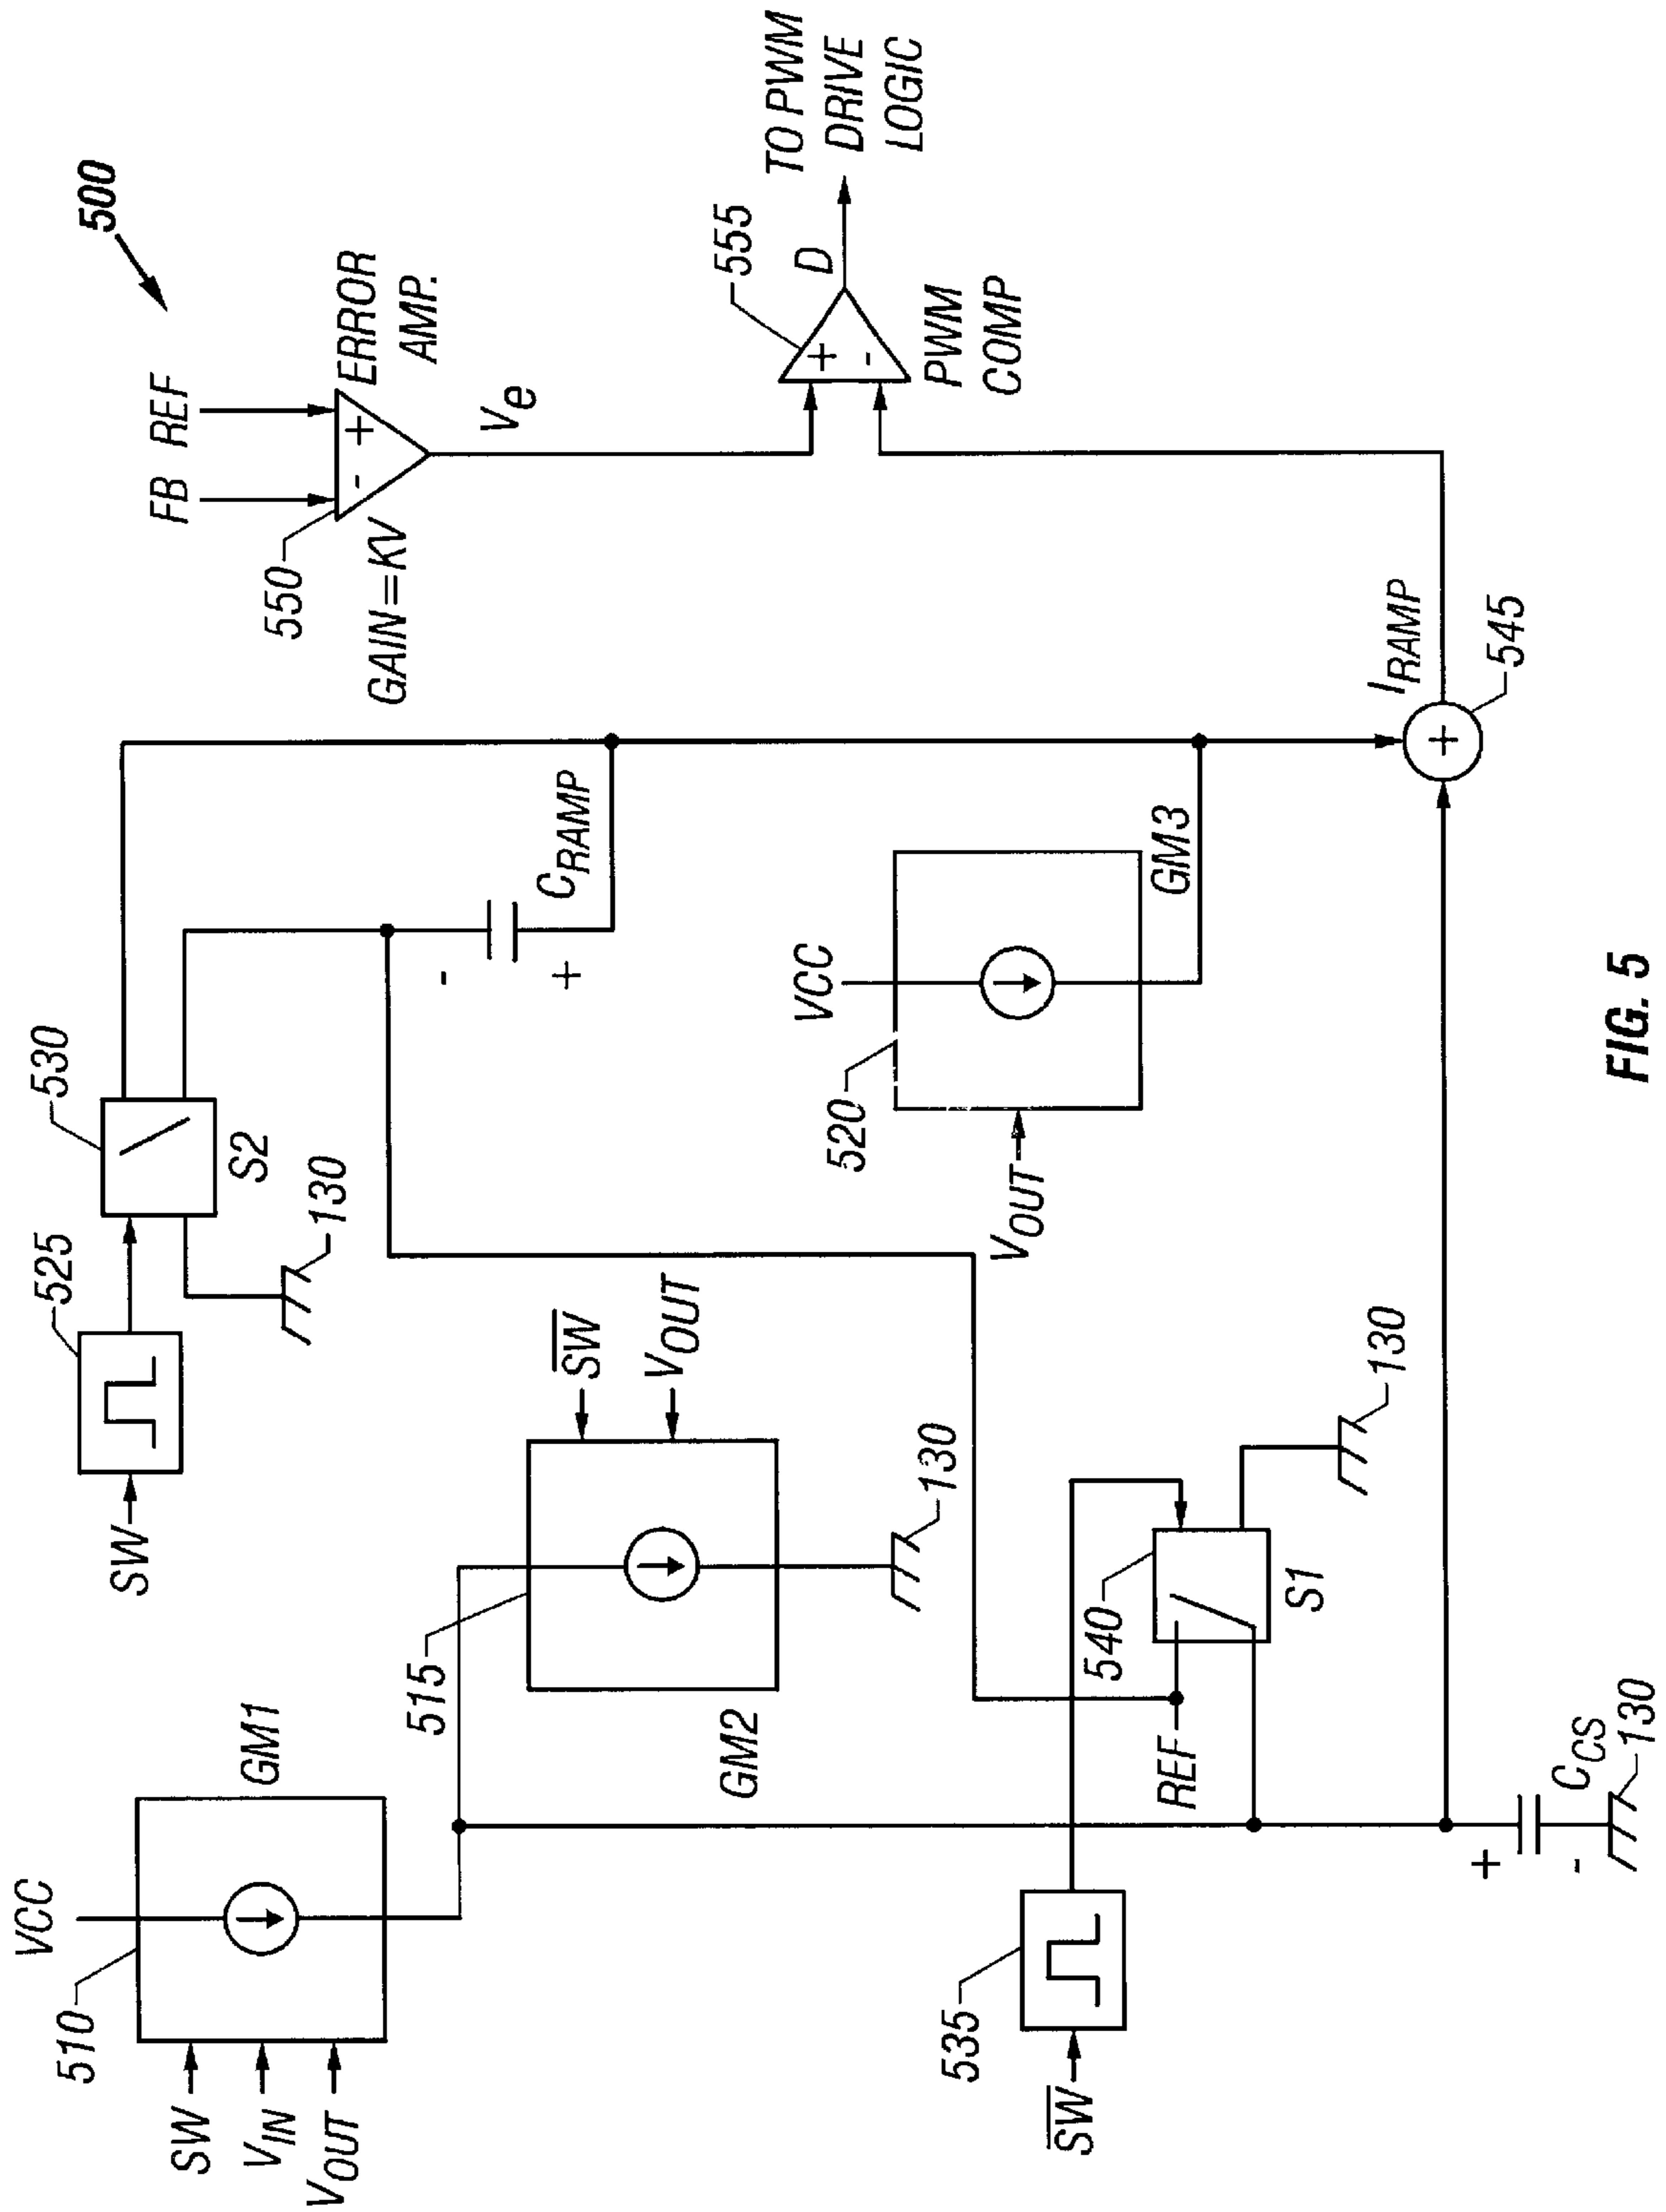 500
FB
REF
550
ERROR
AMP.
GAIN=KV
Ve
555
D
TO PWM
DRIVE
LOGIC
PWM
COMP
SW
525
530
S2
130
-
+
CRAMP
VCC
510
GM1
SW
VIN
VOUT
515
GM2
SW
VOUT
130
VCC
520
VOUT
GM3
SW
535
REF
540
S1
130
IRAMP
545
+
-
CCS
130
FIG. 5